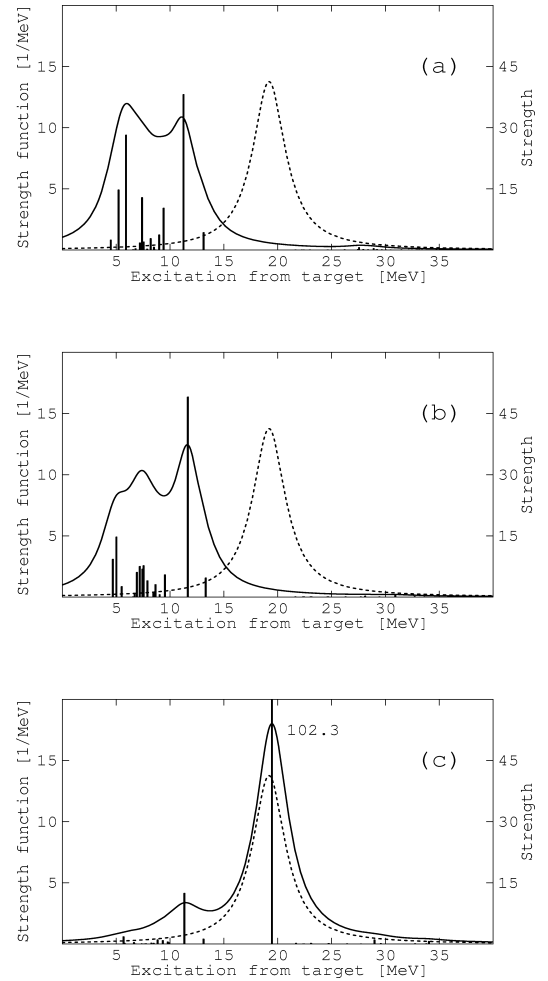 (a)
Strength function [1/MeV]
15
10
5
45
30
15
Strength
5 10 15 20 25 30 35
Excitation from target [MeV]
(b)
Strength function [1/MeV]
15
10
5
45
30
15
Strength
5 10 15 20 25 30 35
Excitation from target [MeV]
102.3
(c)
Strength function [1/MeV]
15
10
5
45
30
15
Strength
5 10 15 20 25 30 35
Excitation from target [MeV]